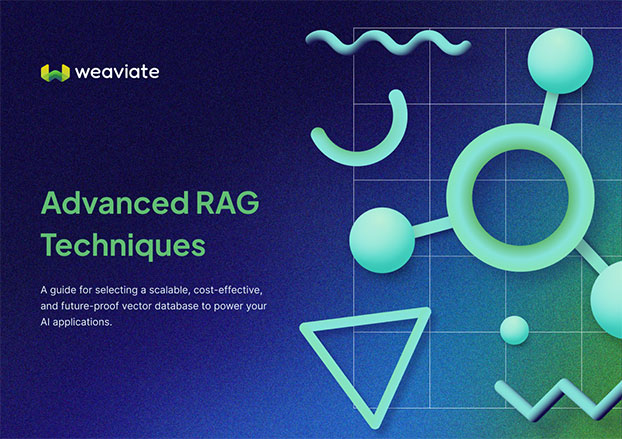 weaviate
Advanced RAG
Techniques
A guide for selecting a scalable, cost-effective,
and future-proof vector database to power your
AI applications.